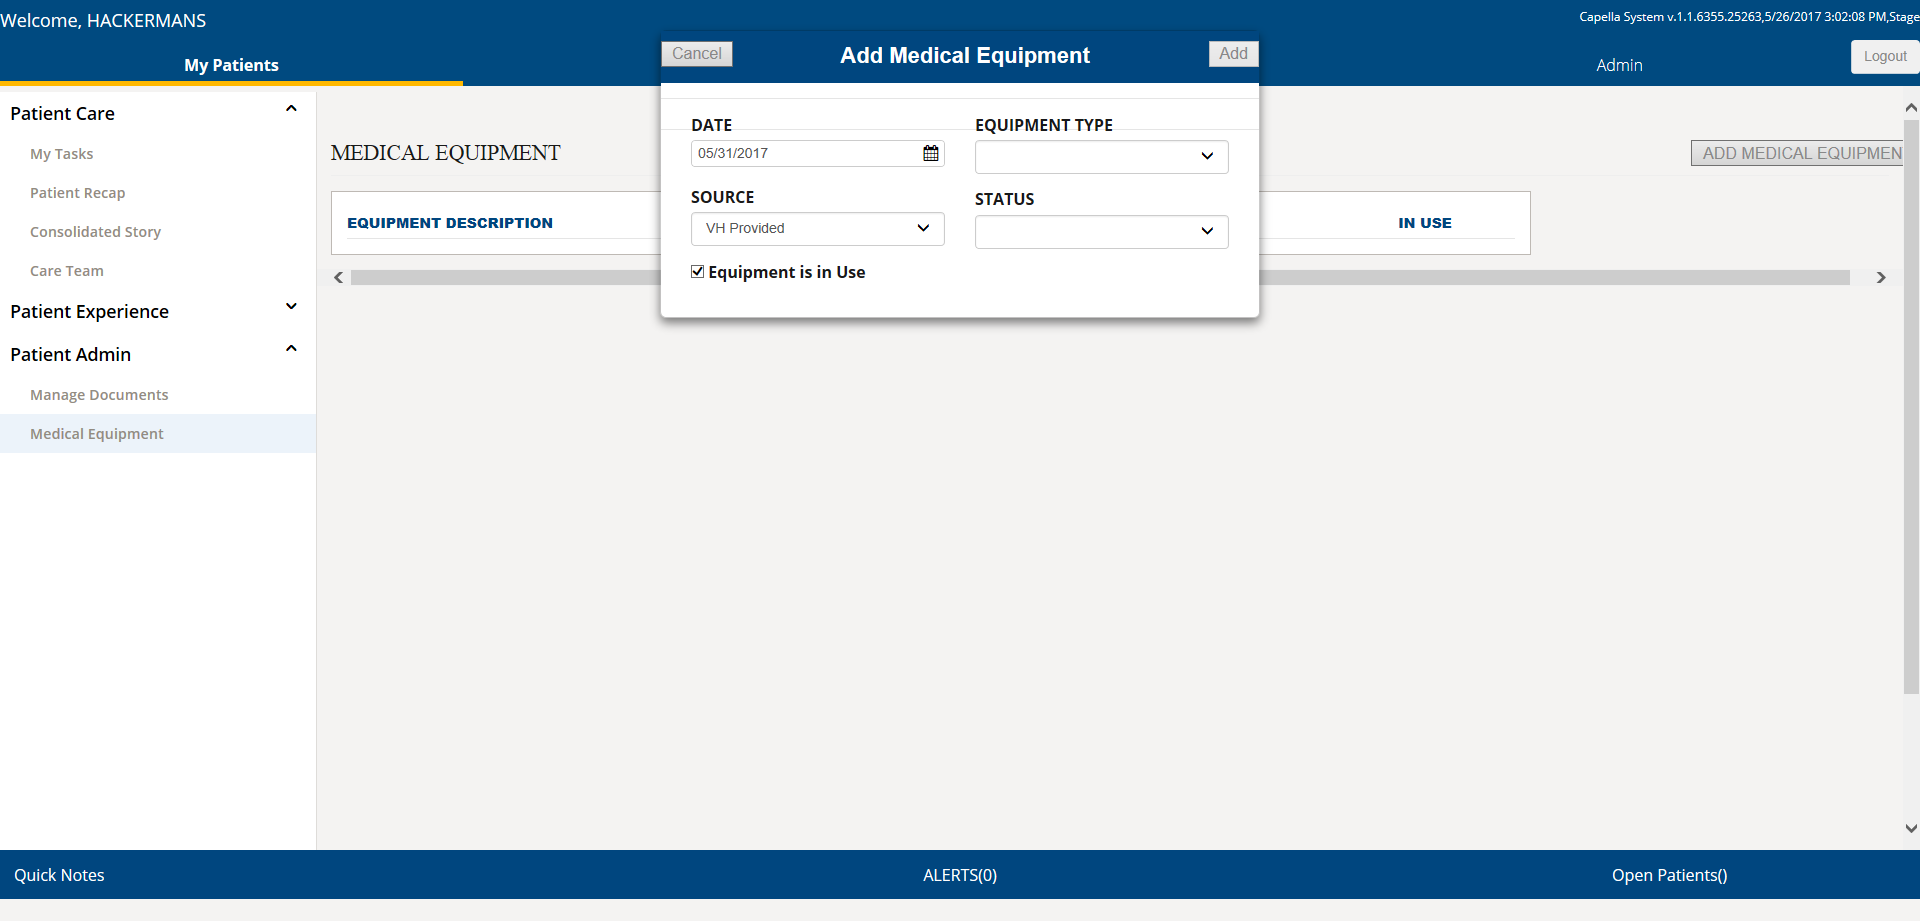 Welcome, HACKERMANS
Capella System v.1.1.6355.25263,5/26/2017 3:02:08 PM,Stage
My Patients
Admin
Logout
Cancel
Add Medical Equipment
Add
Patient Care
My Tasks
Patient Recap
Consolidated Story
Care Team
Patient Experience
Patient Admin
Manage Documents
Medical Equipment
MEDICAL EQUIPMENT
ADD MEDICAL EQUIPMEN
EQUIPMENT DESCRIPTION
IN USE
DATE
05/31/2017
EQUIPMENT TYPE
SOURCE
VH Provided
STATUS
Equipment is in Use
Quick Notes
ALERTS(0)
Open Patients()